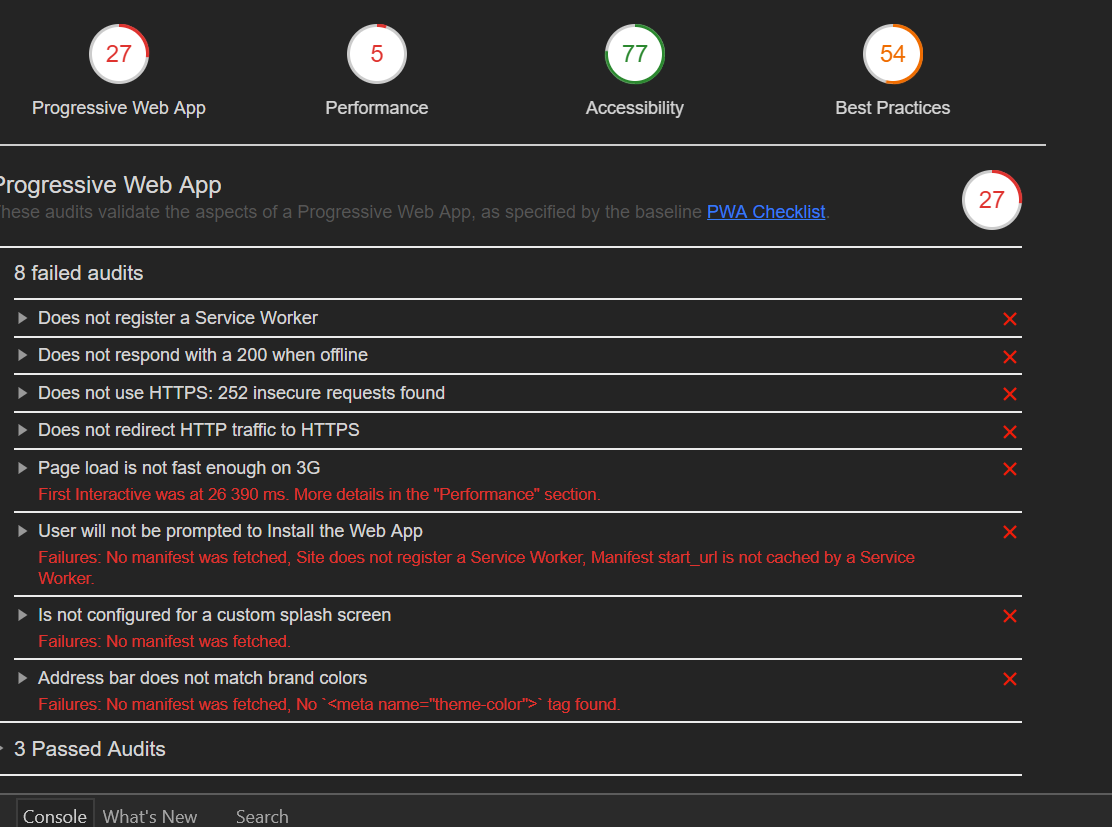 27
5
77
54
Progressive Web App
Performance
Accessibility
Best Practices
Progressive Web App
27
These audits validate the aspects of a Progressive Web App, as specified by the baseline PWA Checklist.
8 failed audits
Does not register a Service Worker
Does not respond with a 200 when offline
Does not use HTTPS: 252 insecure requests found
Does not redirect HTTP traffic to HTTPS
Page load is not fast enough on 3G
First Interactive was at 26 390 ms. More details in the "Performance" section.
User will not be prompted to Install the Web App
Failures: No manifest was fetched, Site does not register a Service Worker, Manifest start_url is not cached by a Service
Worker.
Is not configured for a custom splash screen
Failures: No manifest was fetched.
Address bar does not match brand colors
Failures: No manifest was fetched, No `<meta name="theme-color">` tag found.
3 Passed Audits
Console
What's New
Search